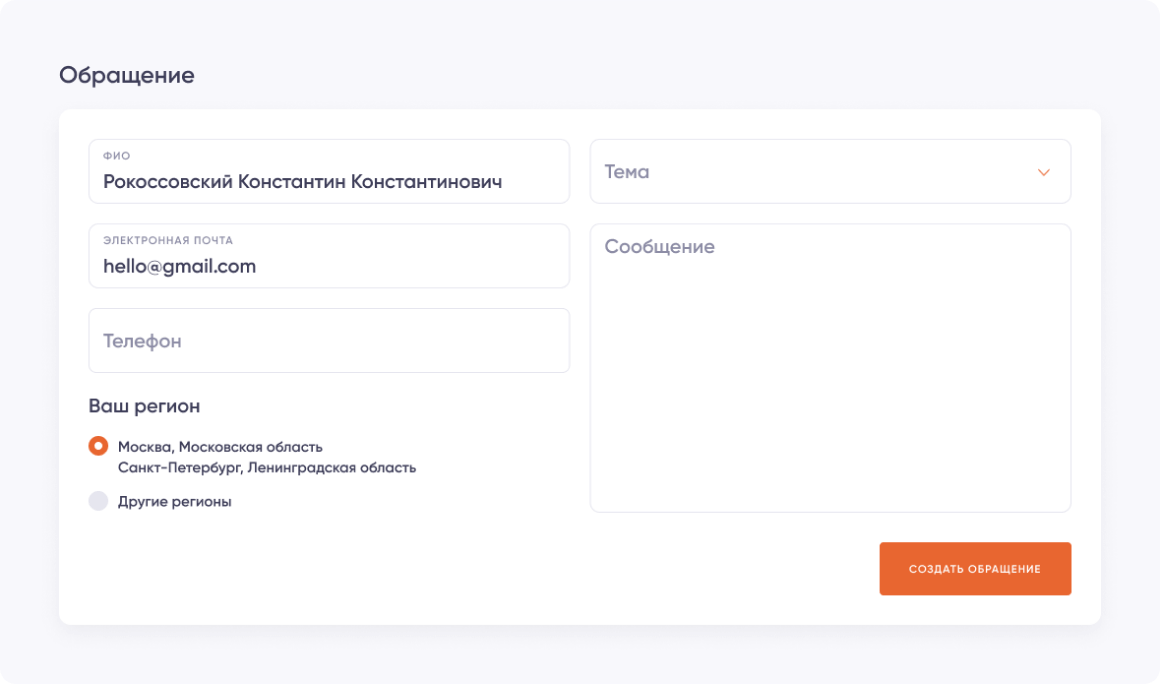 Обращение
ФИО
Рокоссовский Константин Константинович
ЭЛЕКТРОННАЯ ПОЧТА
hello@gmail.com
Телефон
Ваш регион
Москва, Московская область
Санкт-Петербург, Ленинградская область
Другие регионы
Тема
Сообщение
СОЗДАТЬ ОБРАЩЕНИЕ